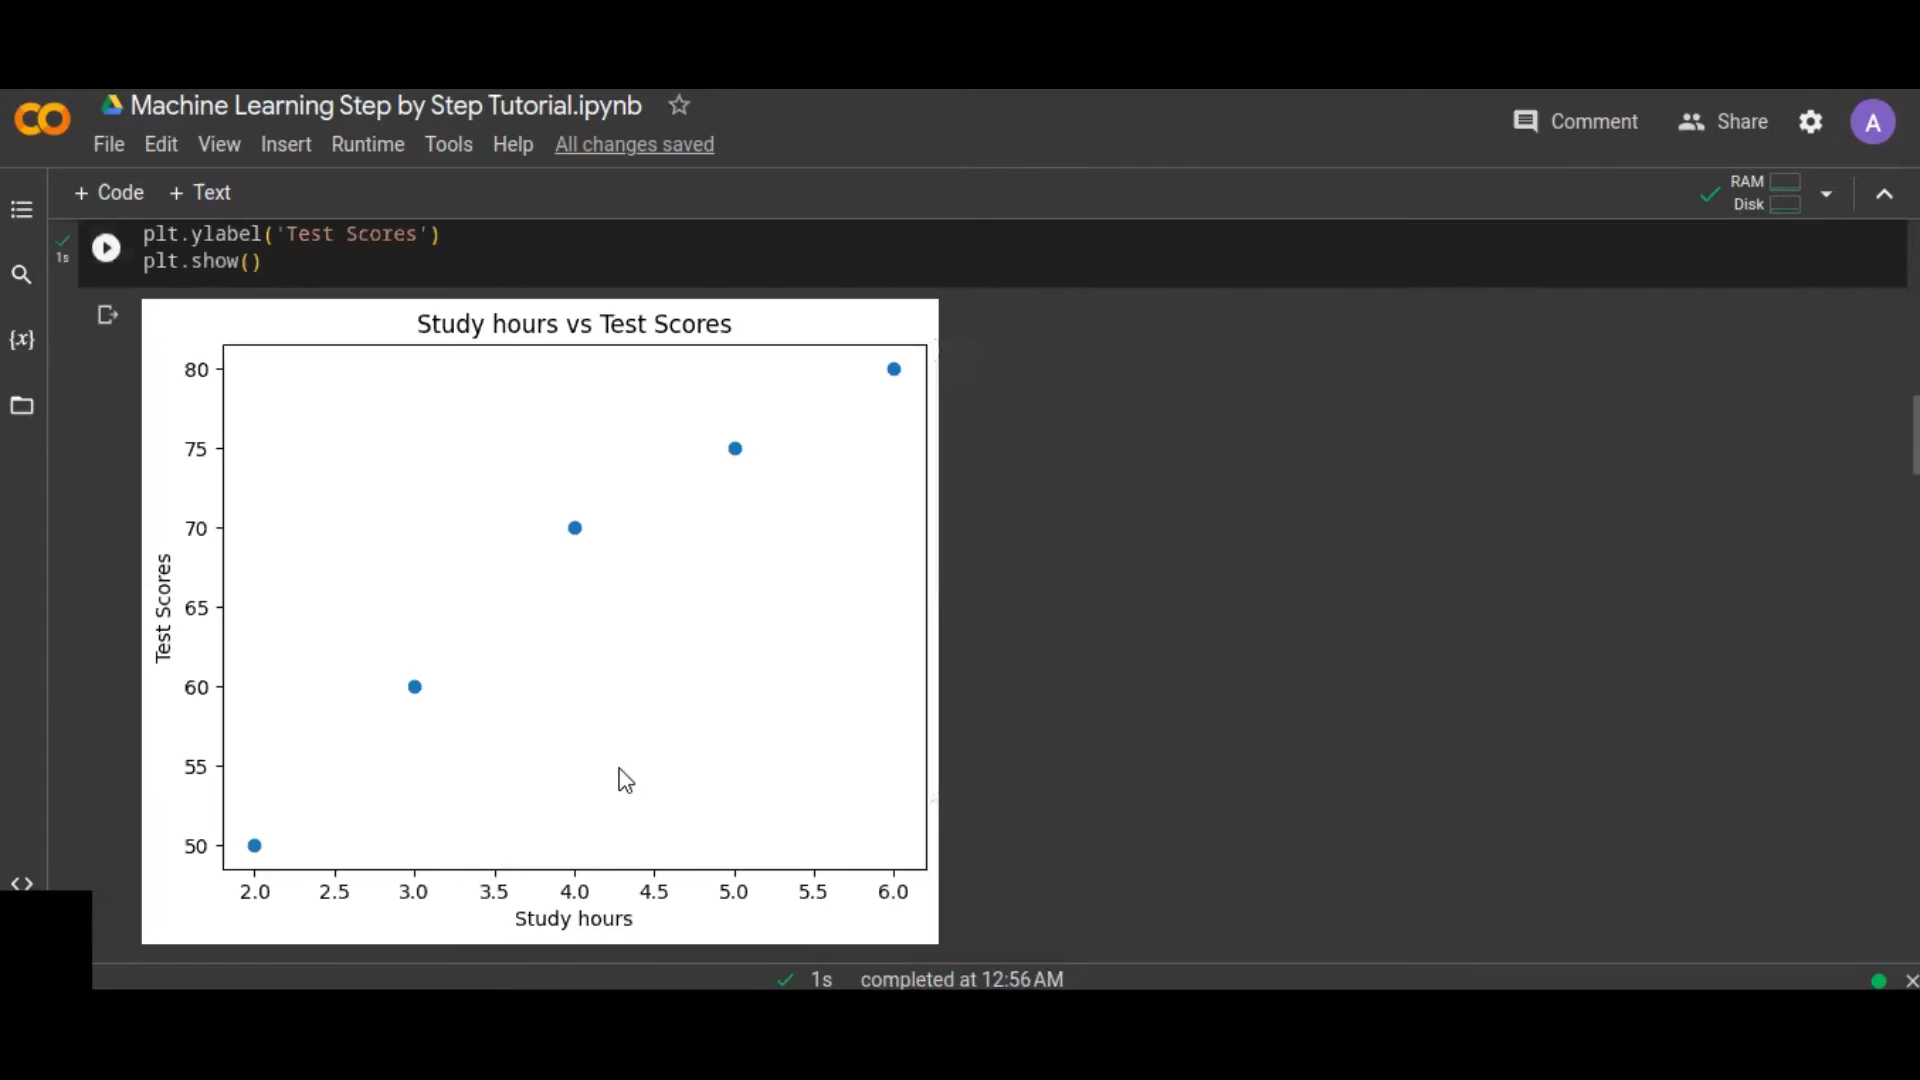 Machine Learning Step by Step Tutorial.ipynb
Comment
Share
A
File Edit View Insert Runtime Tools Help All changes saved
+ Code + Text
RAM
Disk
1s
plt.ylabel('Test Scores')
plt.show()
{x}
Study hours vs Test Scores
80
75
70
65
60
55
50
Test Scores
2.0 2.5 3.0 3.5 4.0 4.5 5.0 5.5 6.0
Study hours
1s completed at 12:56 AM